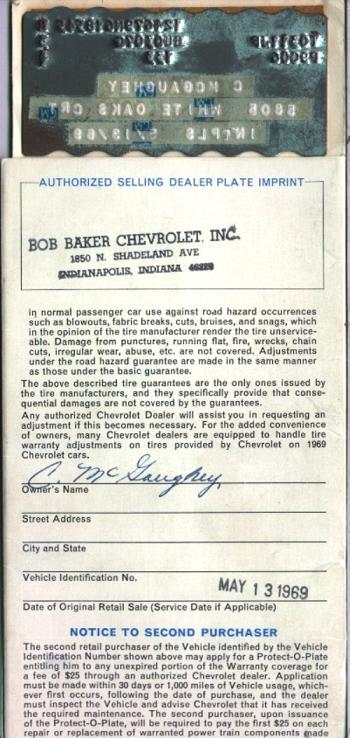 C MCGAUGHEY
WHITE OAKS CRT
AUTHORIZED SELLING DEALER PLATE IMPRINT
BOB BAKER CHEVROLET, INC.
1850 N. SHADELAND AVE
INDIANAPOLIS, INDIANA
in normal passenger car use against road hazard occurrences
such as blowouts, fabric breaks, cuts, bruises, and snags, which
in the opinion of the tire manufacturer render the tire unservice-
able. Damage from punctures, running flat, fire, wrecks, chain
cuts, irregular wear, abuse, etc. are not covered. Adjustments
under the road hazard guarantee are made in the same manner
as those under the basic guarantee.
The above described tire guarantees are the only ones issued by
the tire manufacturers, and they specifically provide that conse-
quential damages are not covered by the guarantees.
Any authorized Chevrolet Dealer will assist you in requesting an
adjustment if this becomes necessary. For the added convenience
of owners, many Chevrolet dealers are equipped to handle tire
warranty adjustments on tires provided by Chevrolet on 1969
Chevrolet cars.
C. McGaughey
Owner's Name
Street Address
City and State
Vehicle Identification No.
MAY 13 1969
Date of Original Retail Sale (Service Date if Applicable)
NOTICE TO SECOND PURCHASER
The second retail purchaser of the Vehicle identified by the Vehicle
Identification Number shown above may apply for a Protect-O-Plate
entitling him to any unexpired portion of the Warranty coverage for
a fee of $25 through an authorized Chevrolet Dealer. Application
must be made within 30 days or 1,000 miles of Vehicle usage, which-
ever first occurs, following the date of purchase, and the dealer
must inspect the Vehicle and advise Chevrolet that it has received
the required maintenance. The second purchaser, upon issuance
of the Protect-O-Plate, will be required to pay the first $25 on each
repair or replacement of warranted power train components made